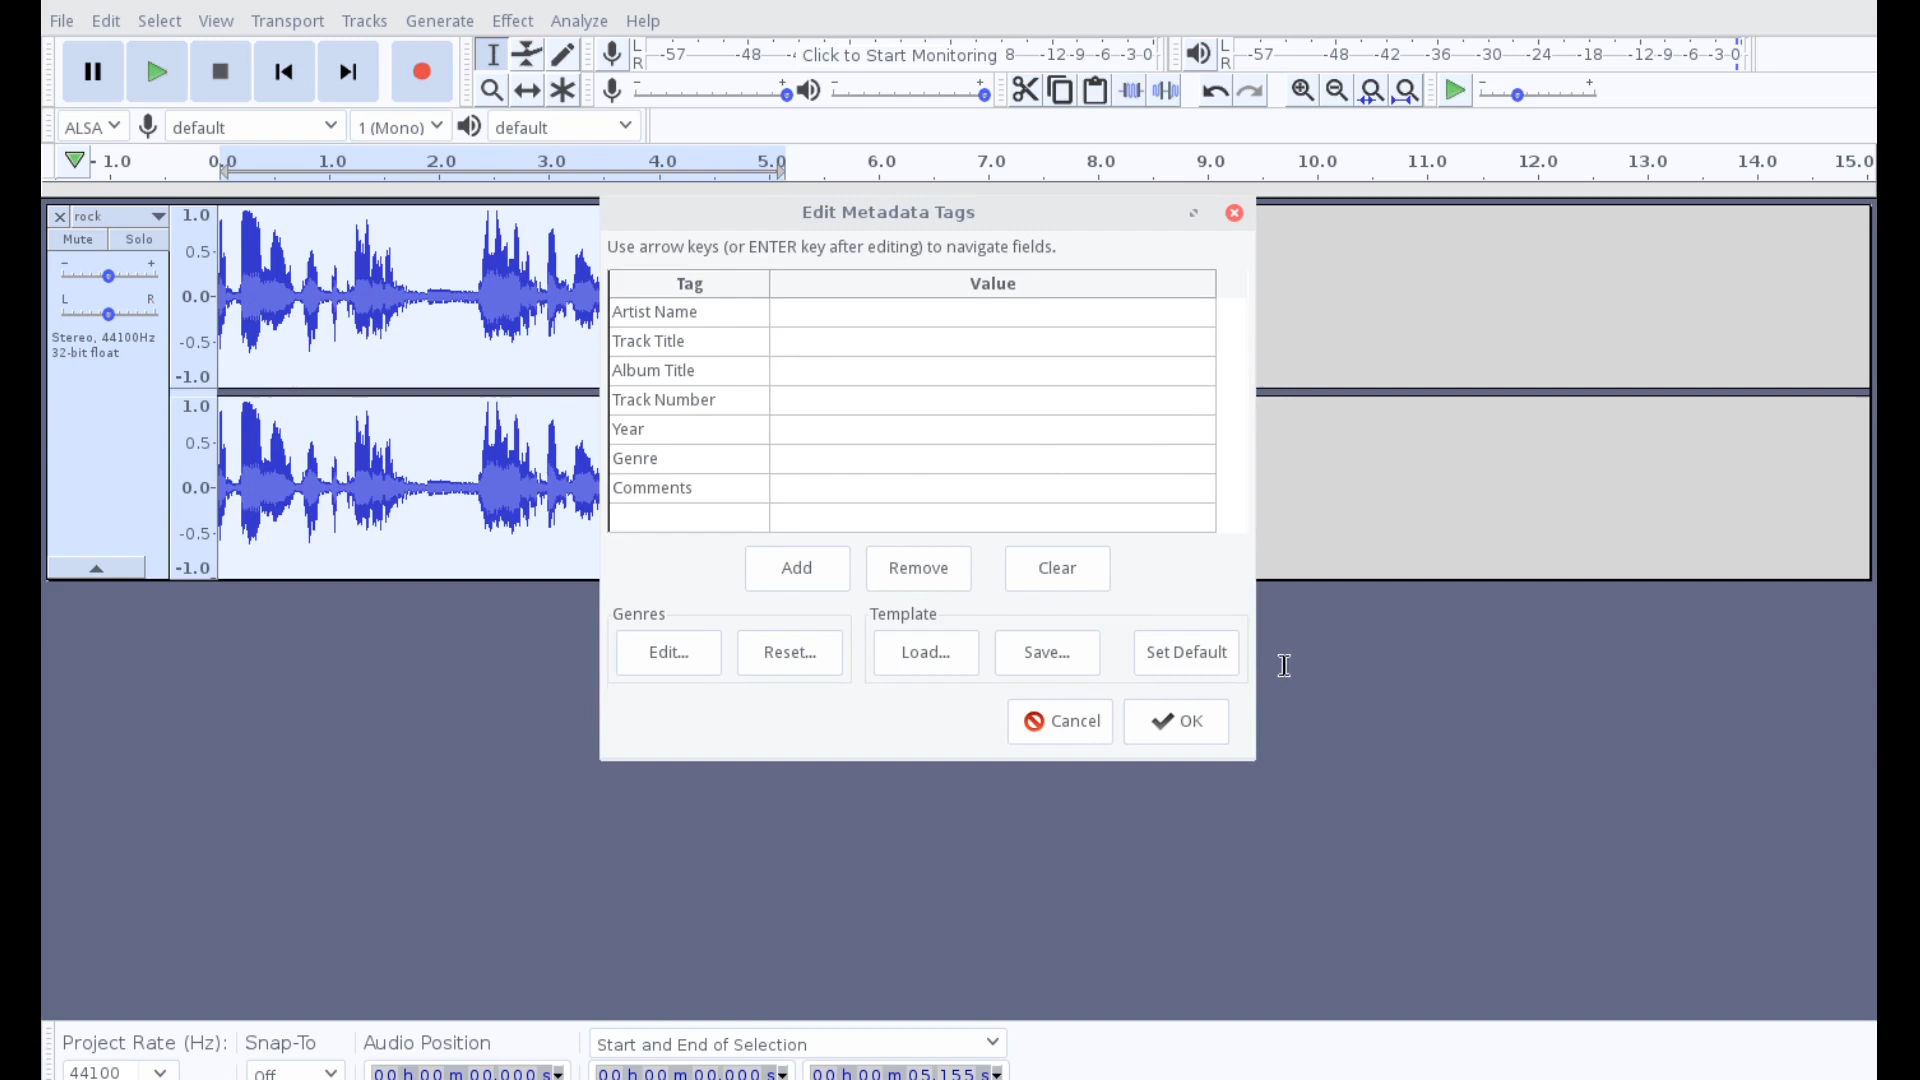 File Edit Select View Transport Tracks Generate Effect Analyze Help
L R -57 -48 -4 Click to Start Monitoring 8 -12 -9 -6 -3 0 L R -57 -48 -42 -36 -30 -24 -18 -12 -9 -6 -3 0
- + - + - +
ALSA default 1 (Mono) default
- 1.0 0.0 1.0 2.0 3.0 4.0 5.0 6.0 7.0 8.0 9.0 10.0 11.0 12.0 13.0 14.0 15.0
rock
Mute Solo
- +
L R
Stereo, 44100Hz
32-bit float
1.0
0.5
0.0
-0.5
-1.0
1.0
0.5
0.0
-0.5
-1.0
Edit Metadata Tags
Use arrow keys (or ENTER key after editing) to navigate fields.
Tag Value
Artist Name
Track Title
Album Title
Track Number
Year
Genre
Comments
Add Remove Clear
Genres Template
Edit... Reset... Load... Save... Set Default
Cancel OK
Project Rate (Hz): Snap-To Audio Position Start and End of Selection
44100 Off 00 h 00 m 00.000 s 00 h 00 m 00.000 s 00 h 00 m 05.155 s